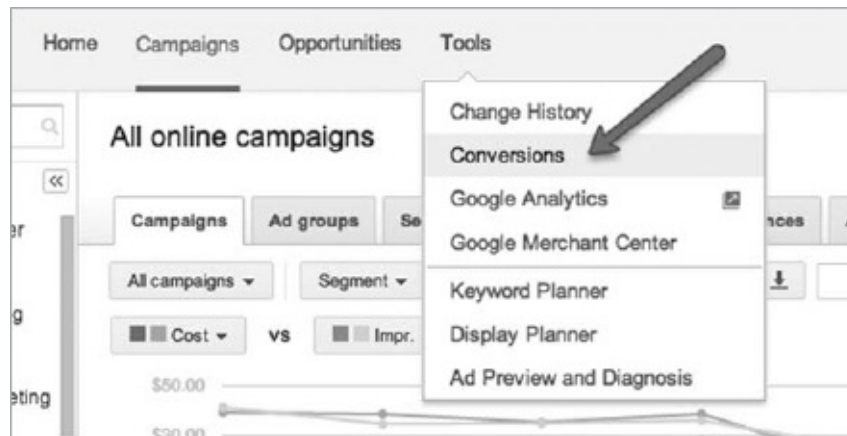 Home Campaigns Opportunities Tools
All online campaigns
Change History
Conversions
Google Analytics
Google Merchant Center
Keyword Planner
Display Planner
Ad Preview and Diagnosis
Campaigns Ad groups
All campaigns Segment
Cost vs Impr.
$50.00